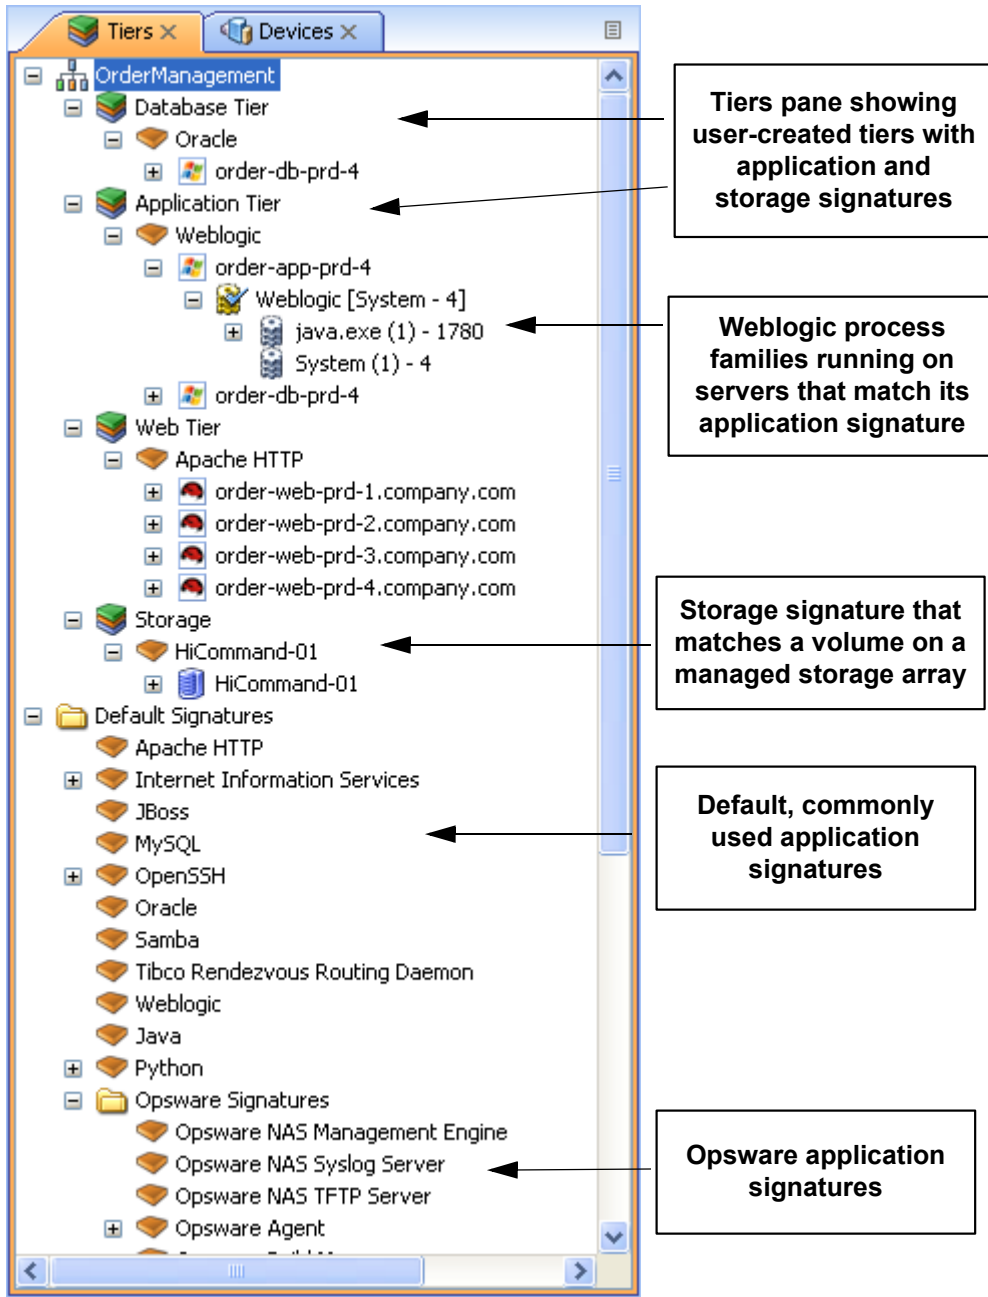 Tiers
Devices
OrderManagement
Database Tier
Oracle
order-db-prd-4
Application Tier
Weblogic
order-app-prd-4
Weblogic [System - 4]
java.exe (1) - 1780
System (1) - 4
order-db-prd-4
Web Tier
Apache HTTP
order-web-prd-1.company.com
order-web-prd-2.company.com
order-web-prd-3.company.com
order-web-prd-4.company.com
Storage
HiCommand-01
HiCommand-01
Default Signatures
Apache HTTP
Internet Information Services
JBoss
MySQL
OpenSSH
Oracle
Samba
Tibco Rendezvous Routing Daemon
Weblogic
Java
Python
Opsware Signatures
Opsware NAS Management Engine
Opsware NAS Syslog Server
Opsware NAS TFTP Server
Opsware Agent
Tiers pane showing
user-created tiers with
application and
storage signatures
Weblogic process
families running on
servers that match its
application signature
Storage signature that
matches a volume on a
managed storage array
Default, commonly
used application
signatures
Opsware application
signatures